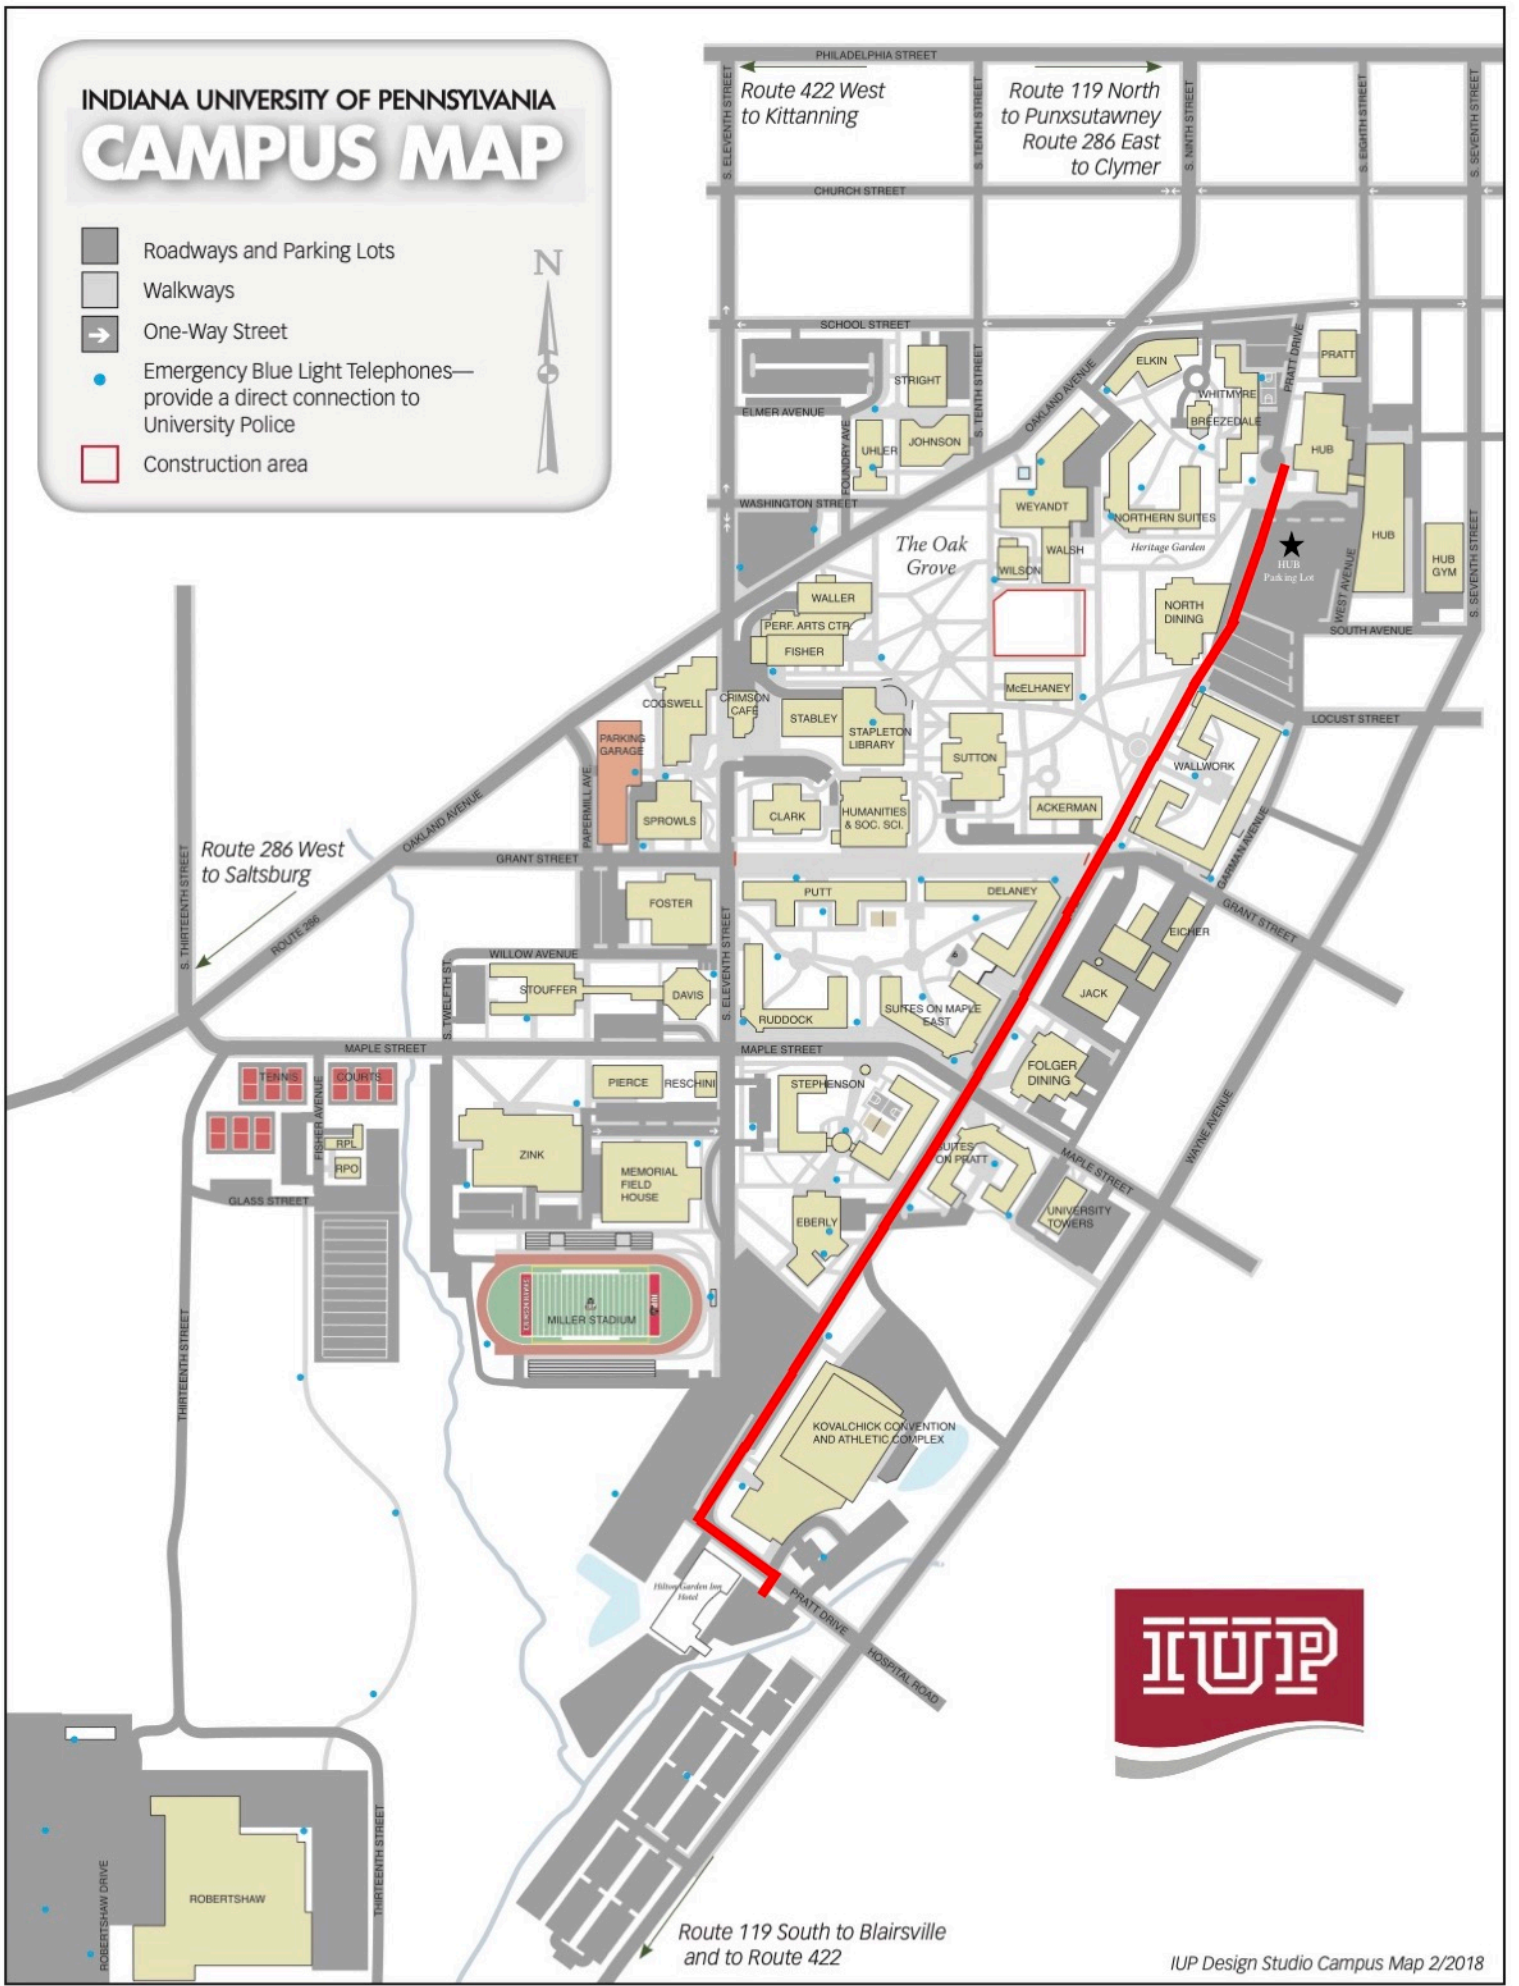 INDIANA UNIVERSITY OF PENNSYLVANIA
CAMPUS MAP
Roadways and Parking Lots
Walkways
One-Way Street
Emergency Blue Light Telephones—
provide a direct connection to
University Police
Construction area
N
PHILADELPHIA STREET
Route 422 West
to Kittanning
Route 119 North
to Punxsutawney
Route 286 East
to Clymer
S. ELEVENTH STREET
S. TENTH STREET
S. NINTH STREET
S. EIGHTH STREET
S. SEVENTH STREET
CHURCH STREET
SCHOOL STREET
STRIGHT
ELMER AVENUE
FOUNDRY AVE
UHLER
JOHNSON
S. TENTH STREET
OAKLAND AVENUE
ELKIN
WHITMYRE
BREEZEDALE
PRATT DRIVE
PRATT
HUB
WASHINGTON STREET
WEYANDT
NORTHERN SUITES
The Oak
Grove
WALSH
WILSON
Heritage Garden
HUB
Parking Lot
HUB
HUB
GYM
WEST AVENUE
S. SEVENTH STREET
SOUTH AVENUE
WALLER
PERF. ARTS CTR.
FISHER
NORTH
DINING
McELHANEY
COGSWELL
CRIMSON
CAFE
STABLEY
STAPLETON
LIBRARY
SUTTON
LOCUST STREET
WALLWORK
PARKING
GARAGE
PAPERMILL AVE.
SPROWLS
CLARK
HUMANITIES
& SOC. SCI.
ACKERMAN
GARMAN AVENUE
OAKLAND AVENUE
Route 286 West
to Saltsburg
S. THIRTEENTH STREET
ROUTE 286
GRANT STREET
PUTT
DELANEY
GRANT STREET
FOSTER
EICHER
JACK
WILLOW AVENUE
S. TWELFTH ST.
STOUFFER
DAVIS
S. ELEVENTH STREET
RUDDOCK
SUITES ON MAPLE
EAST
FOLGER
DINING
MAPLE STREET
MAPLE STREET
TENNIS
COURTS
FISHER AVENUE
RPL
RPO
GLASS STREET
PIERCE
RESCHINI
STEPHENSON
ZINK
MEMORIAL
FIELD
HOUSE
SUITES
ON PRATT
MAPLE STREET
WAYNE AVENUE
UNIVERSITY
TOWERS
EBERLY
MILLER STADIUM
THIRTEENTH STREET
KOVALCHICK CONVENTION
AND ATHLETIC COMPLEX
Hilton Garden Inn
Hotel
PRATT DRIVE
HOSPITAL ROAD
IUP
ROBERTSHAW
ROBERTSHAW DRIVE
THIRTEENTH STREET
Route 119 South to Blairsville
and to Route 422
IUP Design Studio Campus Map 2/2018